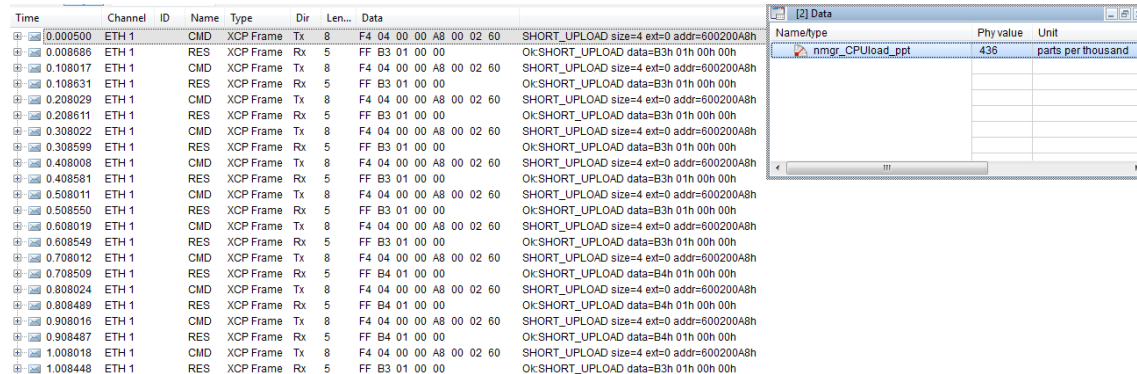 Time Channel ID Name Type Dir Len... Data
0.000500 ETH 1 CMD XCP Frame Tx 8 F4 04 00 00 A8 00 02 60 SHORT_UPLOAD size=4 ext=0 addr=600200A8h
0.008686 ETH 1 RES XCP Frame Rx 5 FF B3 01 00 00 Ok:SHORT_UPLOAD data=B3h 01h 00h 00h
0.108017 ETH 1 CMD XCP Frame Tx 8 F4 04 00 00 A8 00 02 60 SHORT_UPLOAD size=4 ext=0 addr=600200A8h
0.108631 ETH 1 RES XCP Frame Rx 5 FF B3 01 00 00 Ok:SHORT_UPLOAD data=B3h 01h 00h 00h
0.208029 ETH 1 CMD XCP Frame Tx 8 F4 04 00 00 A8 00 02 60 SHORT_UPLOAD size=4 ext=0 addr=600200A8h
0.208611 ETH 1 RES XCP Frame Rx 5 FF B3 01 00 00 Ok:SHORT_UPLOAD data=B3h 01h 00h 00h
0.308022 ETH 1 CMD XCP Frame Tx 8 F4 04 00 00 A8 00 02 60 SHORT_UPLOAD size=4 ext=0 addr=600200A8h
0.308599 ETH 1 RES XCP Frame Rx 5 FF B3 01 00 00 Ok:SHORT_UPLOAD data=B3h 01h 00h 00h
0.408008 ETH 1 CMD XCP Frame Tx 8 F4 04 00 00 A8 00 02 60 SHORT_UPLOAD size=4 ext=0 addr=600200A8h
0.408581 ETH 1 RES XCP Frame Rx 5 FF B3 01 00 00 Ok:SHORT_UPLOAD data=B3h 01h 00h 00h
0.508011 ETH 1 CMD XCP Frame Tx 8 F4 04 00 00 A8 00 02 60 SHORT_UPLOAD size=4 ext=0 addr=600200A8h
0.508550 ETH 1 RES XCP Frame Rx 5 FF B3 01 00 00 Ok:SHORT_UPLOAD data=B3h 01h 00h 00h
0.608019 ETH 1 CMD XCP Frame Tx 8 F4 04 00 00 A8 00 02 60 SHORT_UPLOAD size=4 ext=0 addr=600200A8h
0.608549 ETH 1 RES XCP Frame Rx 5 FF B3 01 00 00 Ok:SHORT_UPLOAD data=B3h 01h 00h 00h
0.708012 ETH 1 CMD XCP Frame Tx 8 F4 04 00 00 A8 00 02 60 SHORT_UPLOAD size=4 ext=0 addr=600200A8h
0.708509 ETH 1 RES XCP Frame Rx 5 FF B4 01 00 00 Ok:SHORT_UPLOAD data=B4h 01h 00h 00h
0.808024 ETH 1 CMD XCP Frame Tx 8 F4 04 00 00 A8 00 02 60 SHORT_UPLOAD size=4 ext=0 addr=600200A8h
0.808489 ETH 1 RES XCP Frame Rx 5 FF B4 01 00 00 Ok:SHORT_UPLOAD data=B4h 01h 00h 00h
0.908016 ETH 1 CMD XCP Frame Tx 8 F4 04 00 00 A8 00 02 60 SHORT_UPLOAD size=4 ext=0 addr=600200A8h
0.908487 ETH 1 RES XCP Frame Rx 5 FF B4 01 00 00 Ok:SHORT_UPLOAD data=B4h 01h 00h 00h
1.008018 ETH 1 CMD XCP Frame Tx 8 F4 04 00 00 A8 00 02 60 SHORT_UPLOAD size=4 ext=0 addr=600200A8h
1.008448 ETH 1 RES XCP Frame Rx 5 FF B3 01 00 00 Ok:SHORT_UPLOAD data=B3h 01h 00h 00h
[2] Data
Name/type Phy value Unit
nmgr_CPUload_ppt 436 parts per thousand